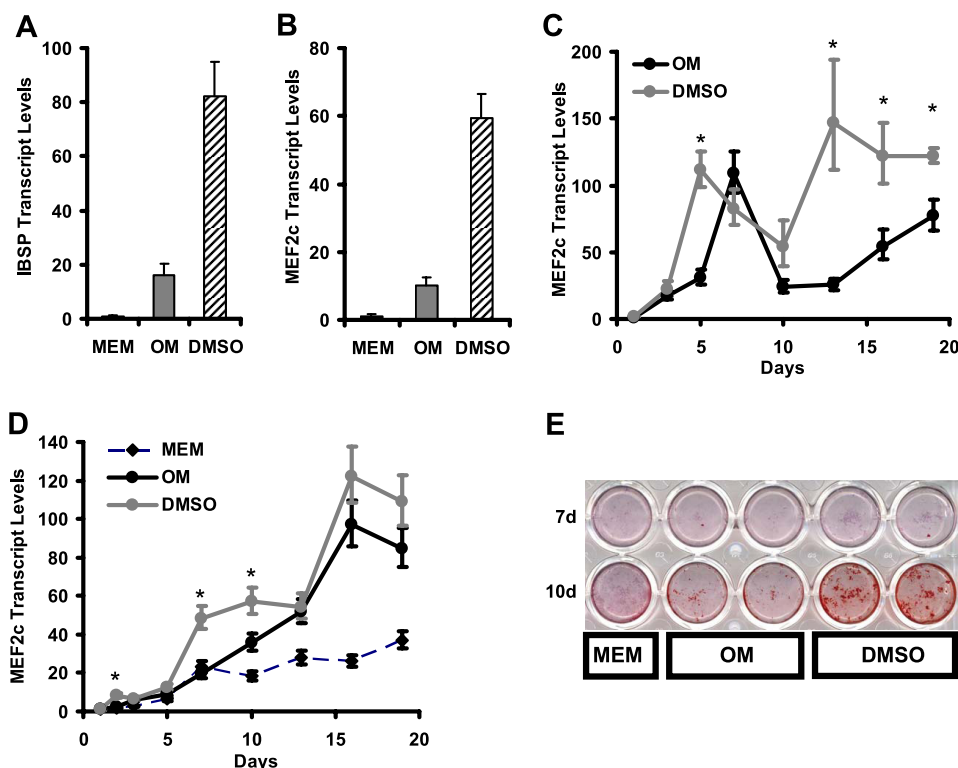 A
IBSP Transcript Levels
100
80
60
40
20
0
MEM OM DMSO
B
MEF2c Transcript Levels
80
60
40
20
0
MEM OM DMSO
C
MEF2c Transcript Levels
200
150
100
50
0
OM
DMSO
*
*
*
*
0 5 10 15 20
Days
D
MEF2c Transcript Levels
140
120
100
80
60
40
20
0
MEM
OM
DMSO
*
*
*
0 5 10 15 20
Days
E
7d
10d
MEM OM DMSO